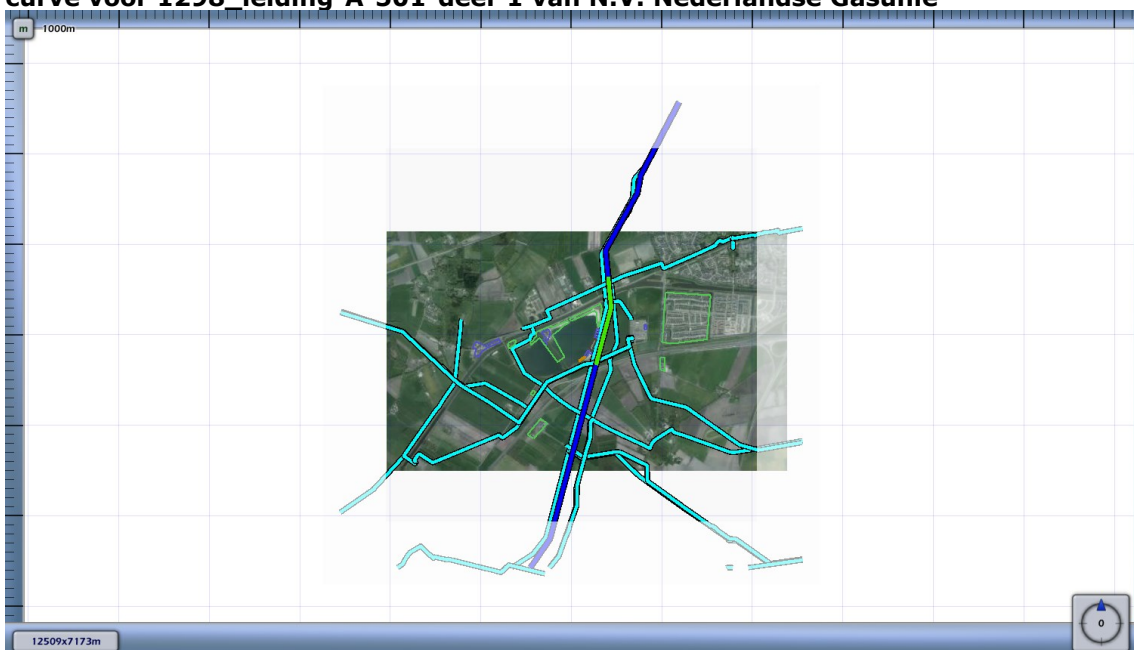 curve voor 1298_leiding-A-501-deel-1 van N.V. Nederlandse Gasunie
m
1000m
0
12509x7173m